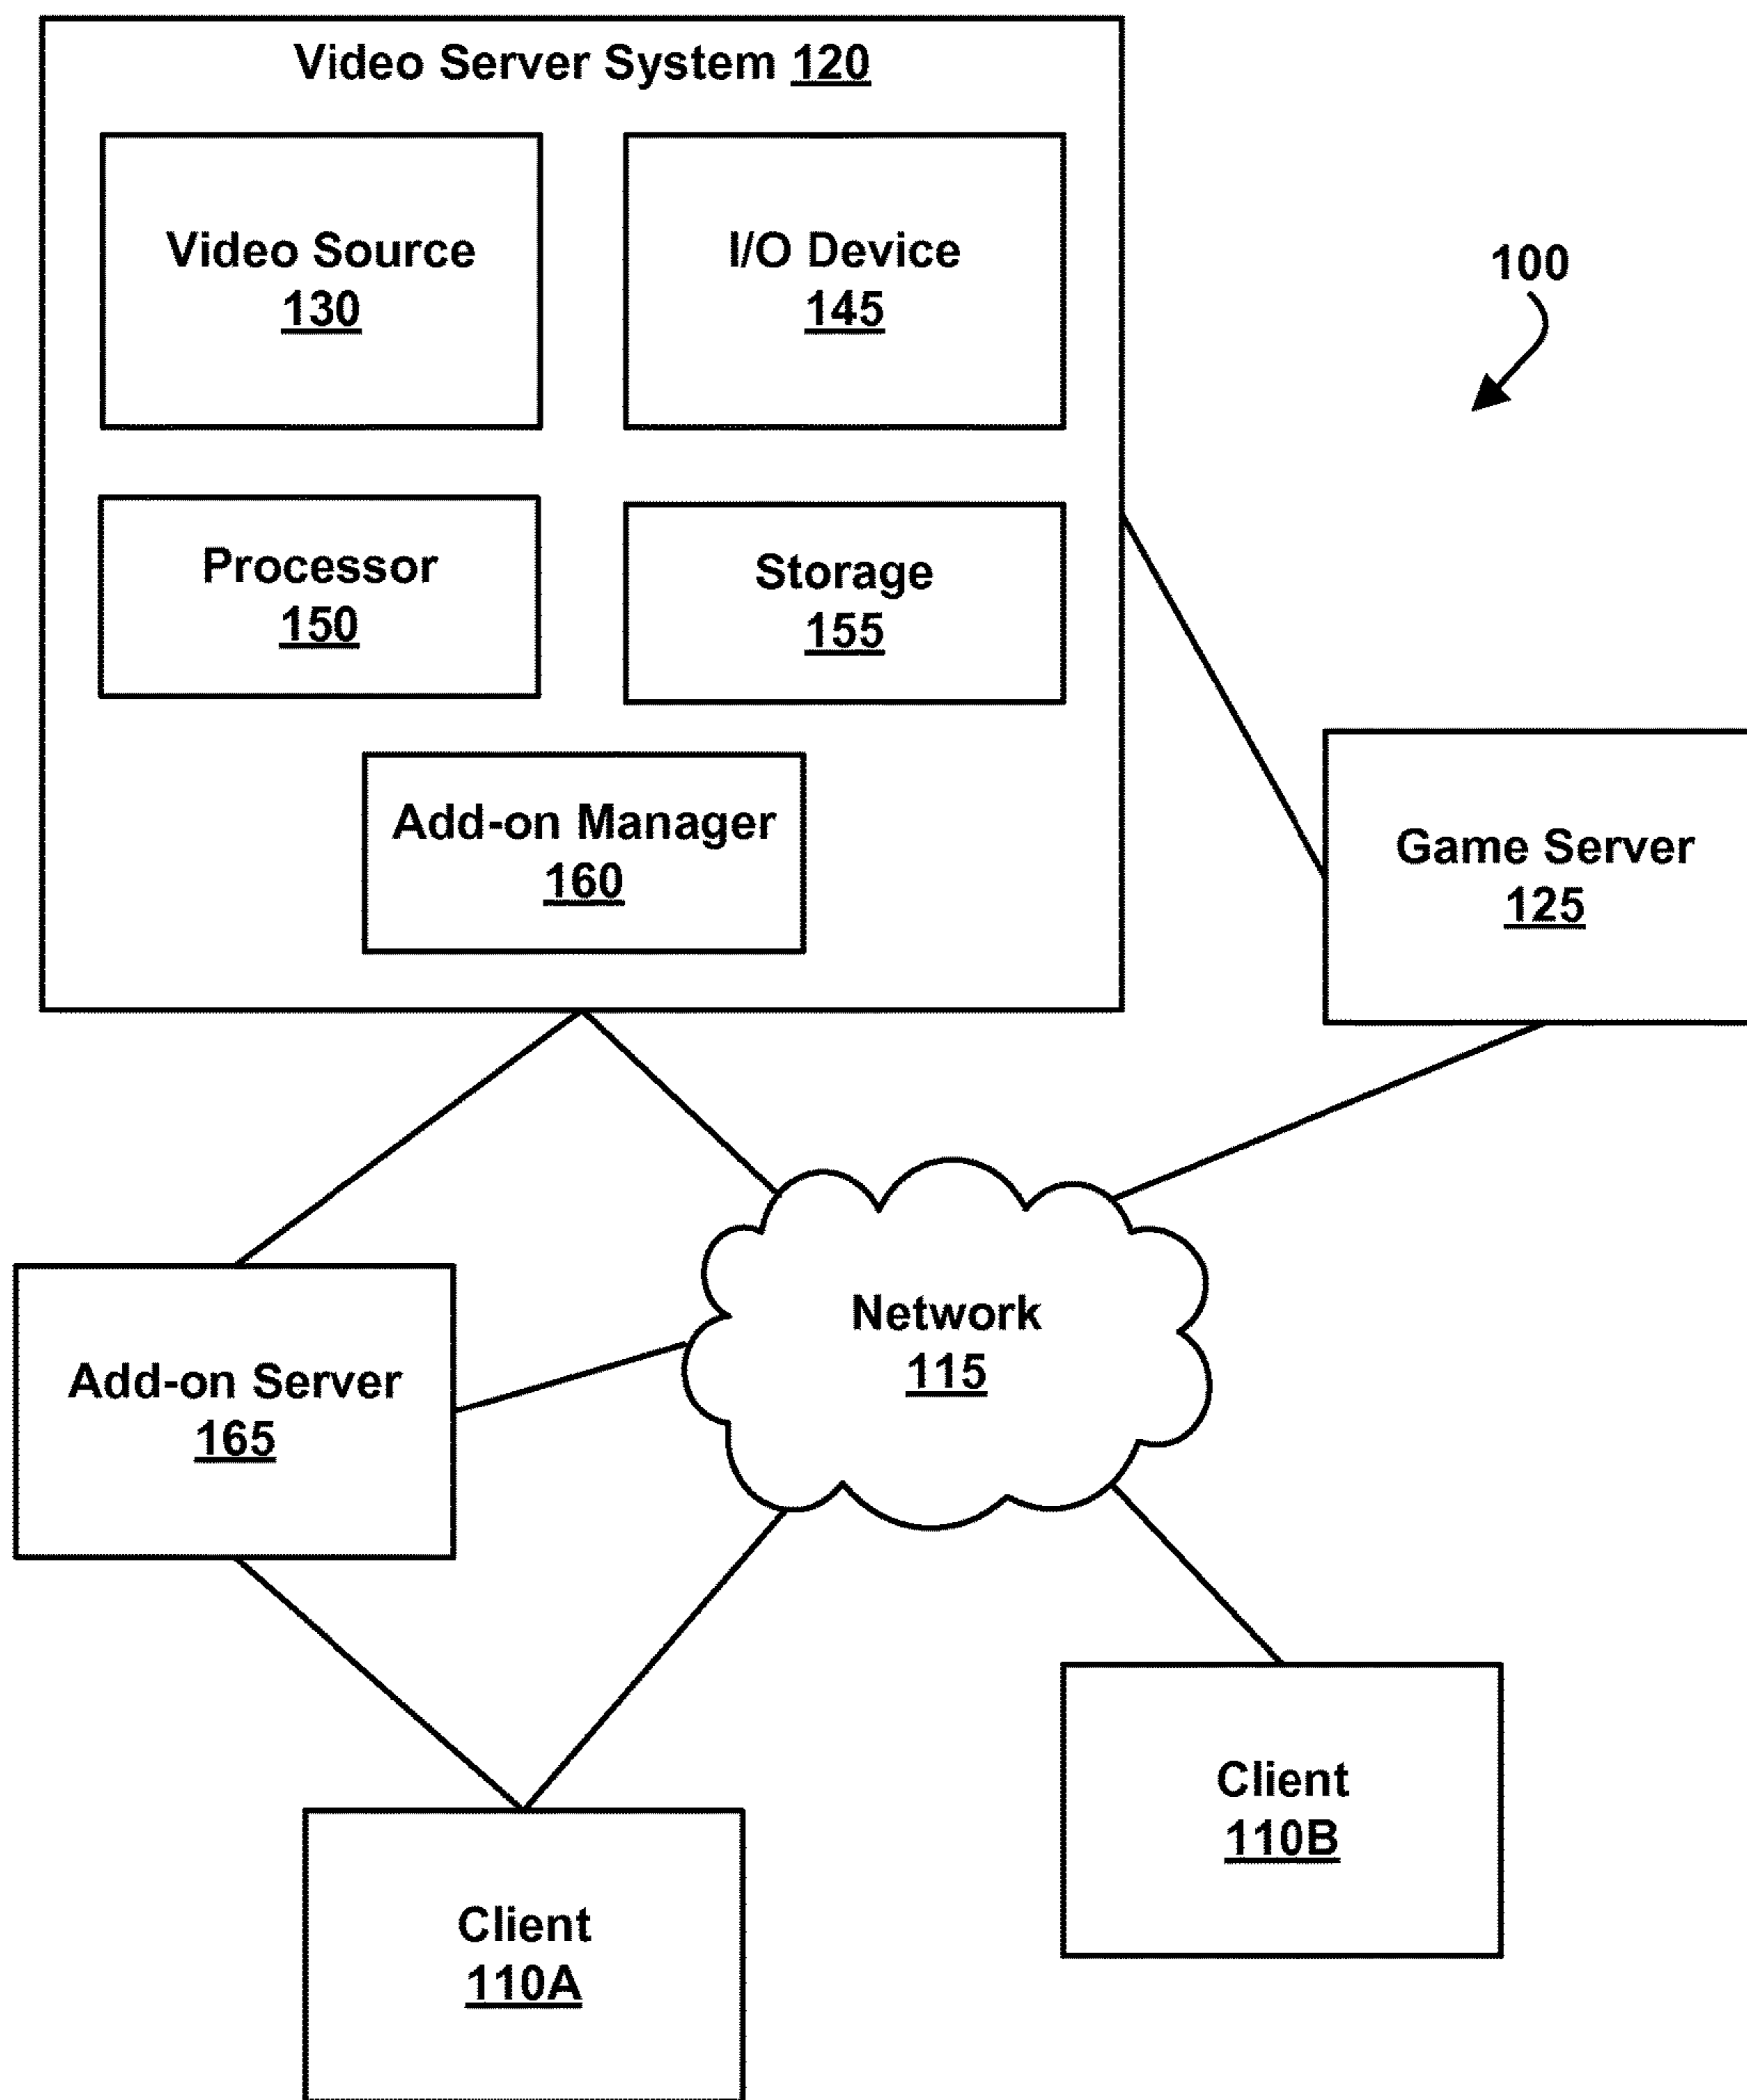 Video Server System 120
Video Source
130
I/O Device
145
100
Processor
150
Storage
155
Add-on Manager
160
Game Server
125
Network
115
Add-on Server
165
Client
110B
Client
110A